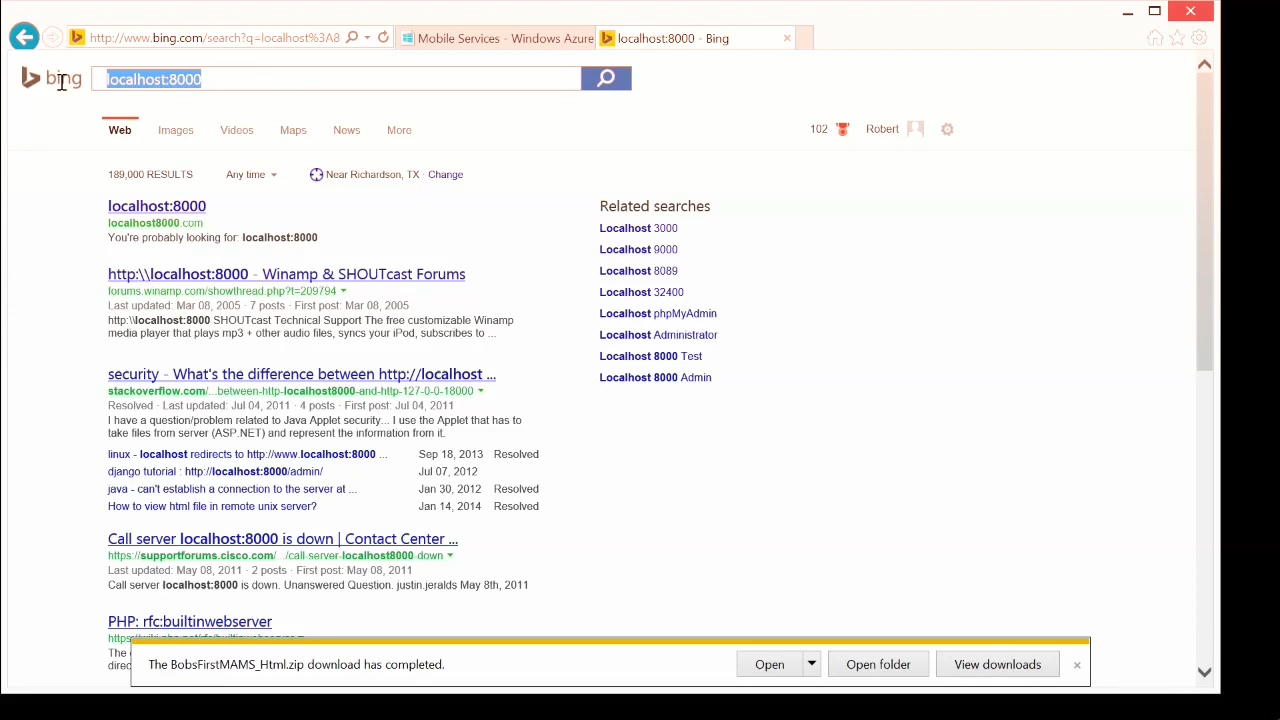 http://www.bing.com/search?q=localhost%3A8
Mobile Services - Windows Azure
localhost:8000 - Bing
bing
localhost:8000
Web
Images
Videos
Maps
News
More
102
Robert
189,000 RESULTS
Any time
Near Richardson, TX · Change
localhost:8000
localhost8000.com
You're probably looking for: localhost:8000
http:\\localhost:8000 - Winamp & SHOUTcast Forums
forums.winamp.com/showthread.php?t=209794
Last updated: Mar 08, 2005 · 7 posts · First post: Mar 08, 2005
http:\\localhost:8000 SHOUTcast Technical Support The free customizable Winamp
media player that plays mp3 + other audio files, syncs your iPod, subscribes to ...
security - What's the difference between http://localhost ...
stackoverflow.com/...between-http-localhost8000-and-http-127-0-0-18000
Resolved · Last updated: Jul 04, 2011 · 4 posts · First post: Jul 04, 2011
I have a question/problem related to Java Applet security... I use the Applet that has to
take files from server (ASP.NET) and represent the information from it.
linux - localhost redirects to http://www.localhost:8000 ... Sep 18, 2013 Resolved
django tutorial : http://localhost:8000/admin/ Jul 07, 2012
java - can't establish a connection to the server at ... Jan 30, 2012 Resolved
How to view html file in remote unix server? Jan 14, 2014 Resolved
Call server localhost:8000 is down | Contact Center ...
https://supportforums.cisco.com/.../call-server-localhost8000-down
Last updated: May 08, 2011 · 2 posts · First post: May 08, 2011
Call server localhost:8000 is down. Unanswered Question. justin.jeralds May 8th, 2011
PHP: rfc:builtinwebserver
https://wiki.php.net/rfc/builtinwebserver
The
direc
Related searches
Localhost 3000
Localhost 9000
Localhost 8089
Localhost 32400
Localhost phpMyAdmin
Localhost Administrator
Localhost 8000 Test
Localhost 8000 Admin
The BobsFirstMAMS_Html.zip download has completed.
Open
Open folder
View downloads